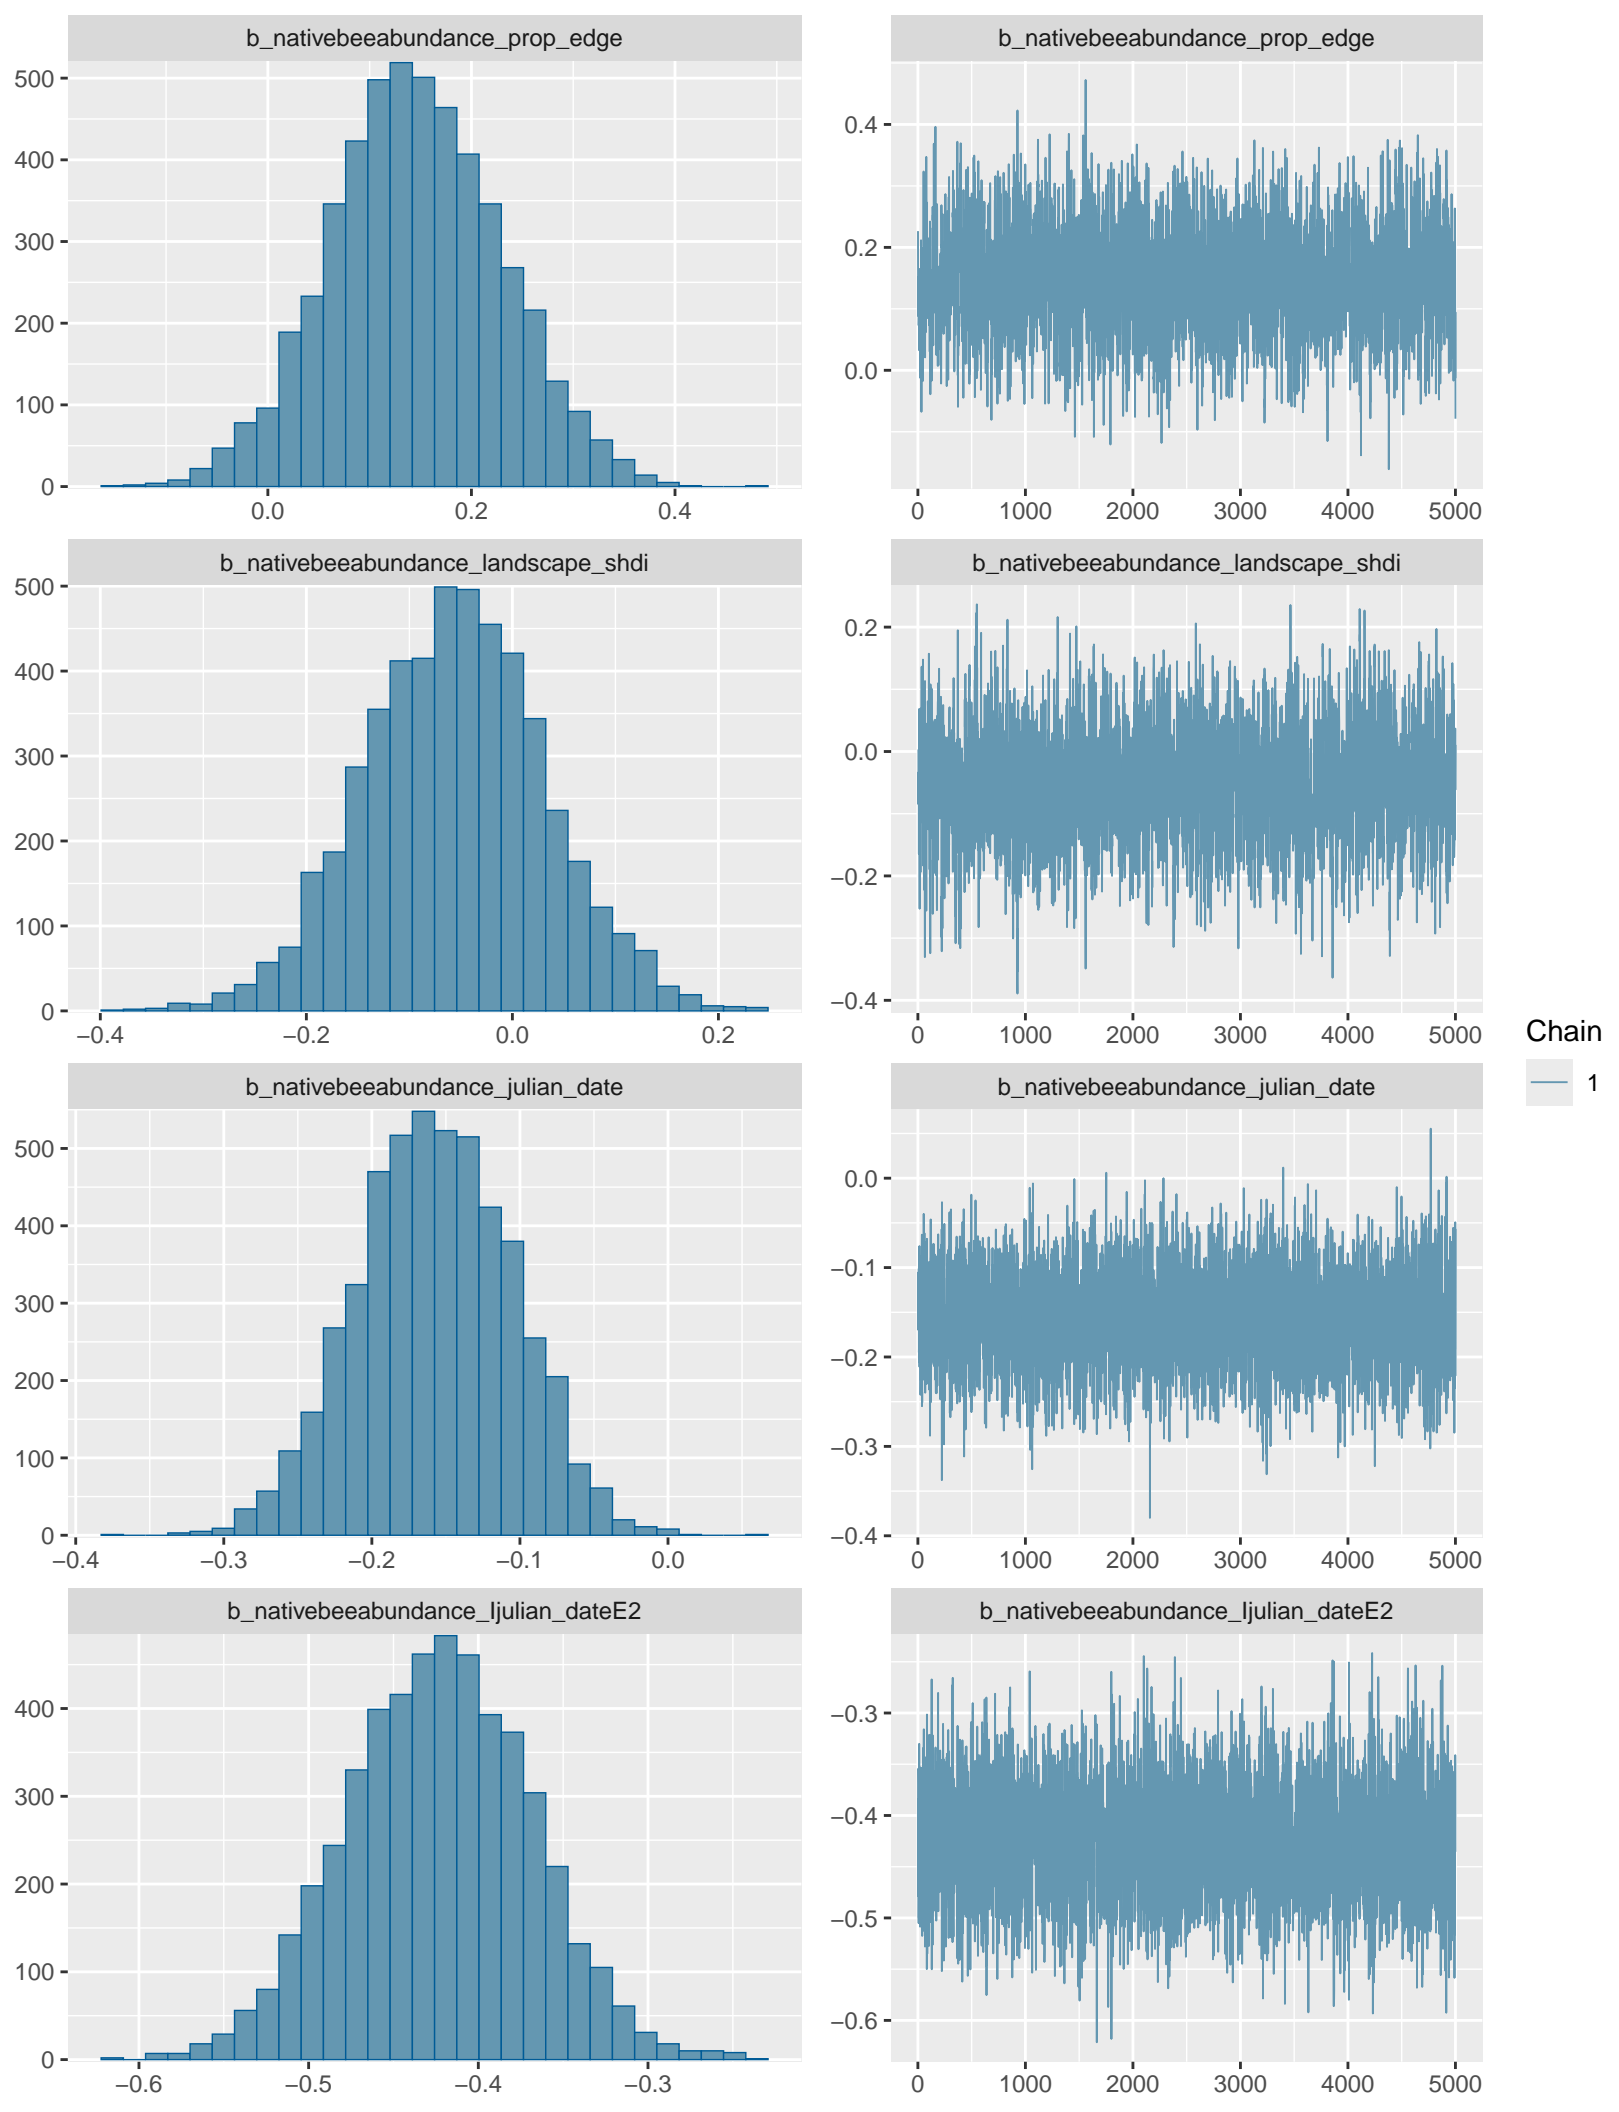 b_nativebeeabundance_prop_edge
500
400
300
200
100
0
0.0 0.2 0.4
b_nativebeeabundance_prop_edge
0.4
0.2
0.0
0 1000 2000 3000 4000 5000
b_nativebeeabundance_landscape_shdi
500
400
300
200
100
0
−0.4 −0.2 0.0 0.2
b_nativebeeabundance_landscape_shdi
0.2
0.0
−0.2
−0.4
0 1000 2000 3000 4000 5000
b_nativebeeabundance_julian_date
500
400
300
200
100
0
−0.4 −0.3 −0.2 −0.1 0.0
b_nativebeeabundance_julian_date
0.0
−0.1
−0.2
−0.3
−0.4
0 1000 2000 3000 4000 5000
b_nativebeeabundance_Ijulian_dateE2
400
300
200
100
0
−0.6 −0.5 −0.4 −0.3
b_nativebeeabundance_Ijulian_dateE2
−0.3
−0.4
−0.5
−0.6
0 1000 2000 3000 4000 5000
Chain
1